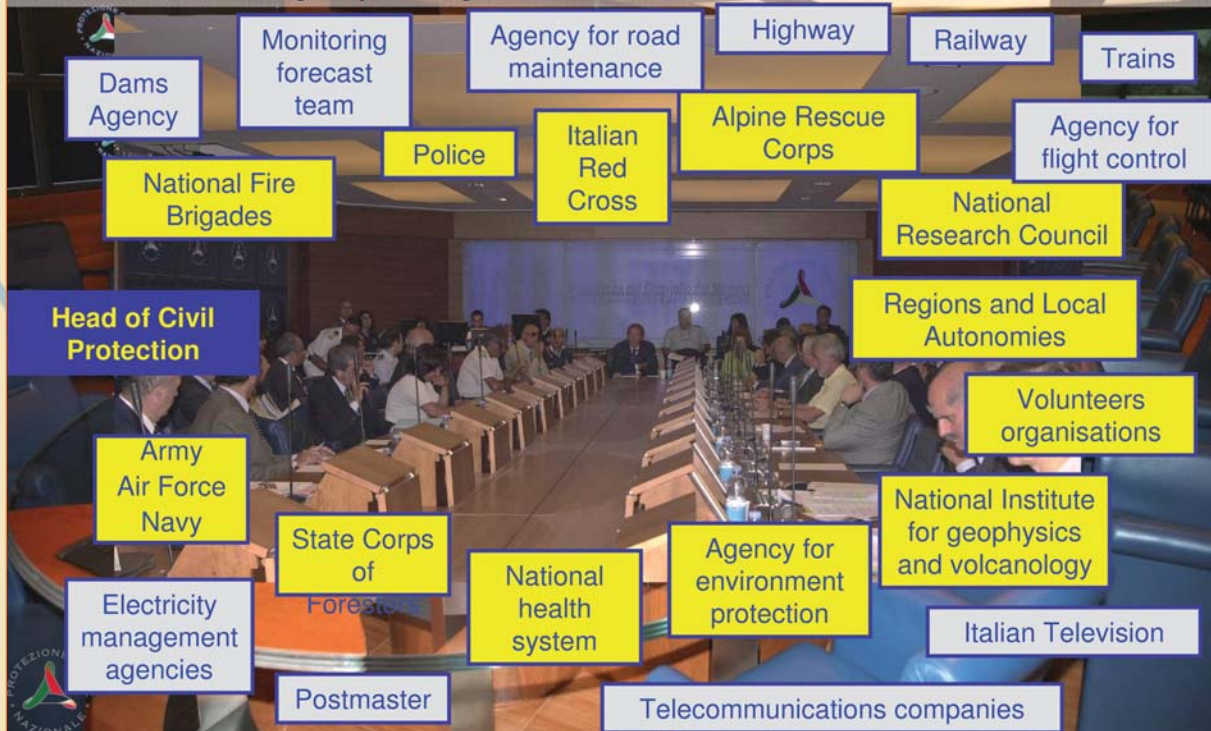 Dams
Agency
Monitoring
forecast
team
Agency for road
maintenance
Highway
Railway
Trains
National Fire
Brigades
Police
Italian
Red
Cross
Alpine Rescue
Corps
Agency for
flight control
National
Research Council
Head of Civil
Protection
Regions and Local
Autonomies
Volunteers
organisations
Army
Air Force
Navy
State Corps
of
Foresters
National
health
system
Agency for
environment
protection
National Institute
for geophysics
and volcanology
Electricity
management
agencies
Italian Television
Postmaster
Telecommunications companies
PROTEZIONE
NAZIONALE